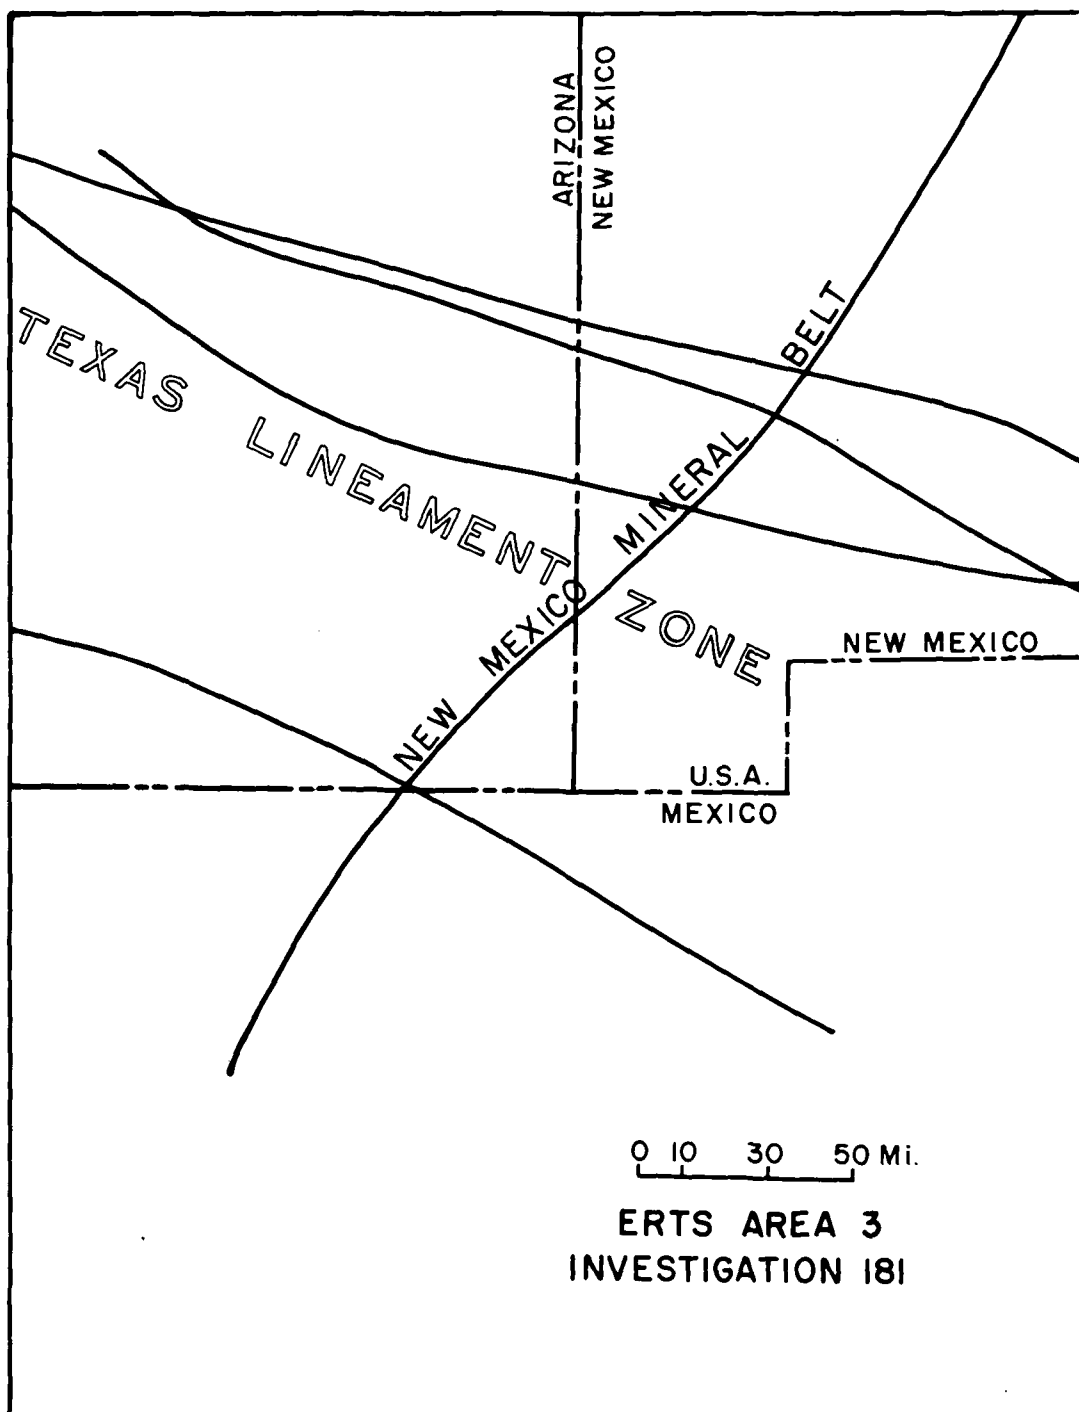 ARIZONA
NEW MEXICO
TEXAS LINEAMENT ZONE
NEW MEXICO MINERAL BELT
NEW MEXICO
U.S.A.
MEXICO
0 10 30 50 Mi.
ERTS AREA 3
INVESTIGATION 181